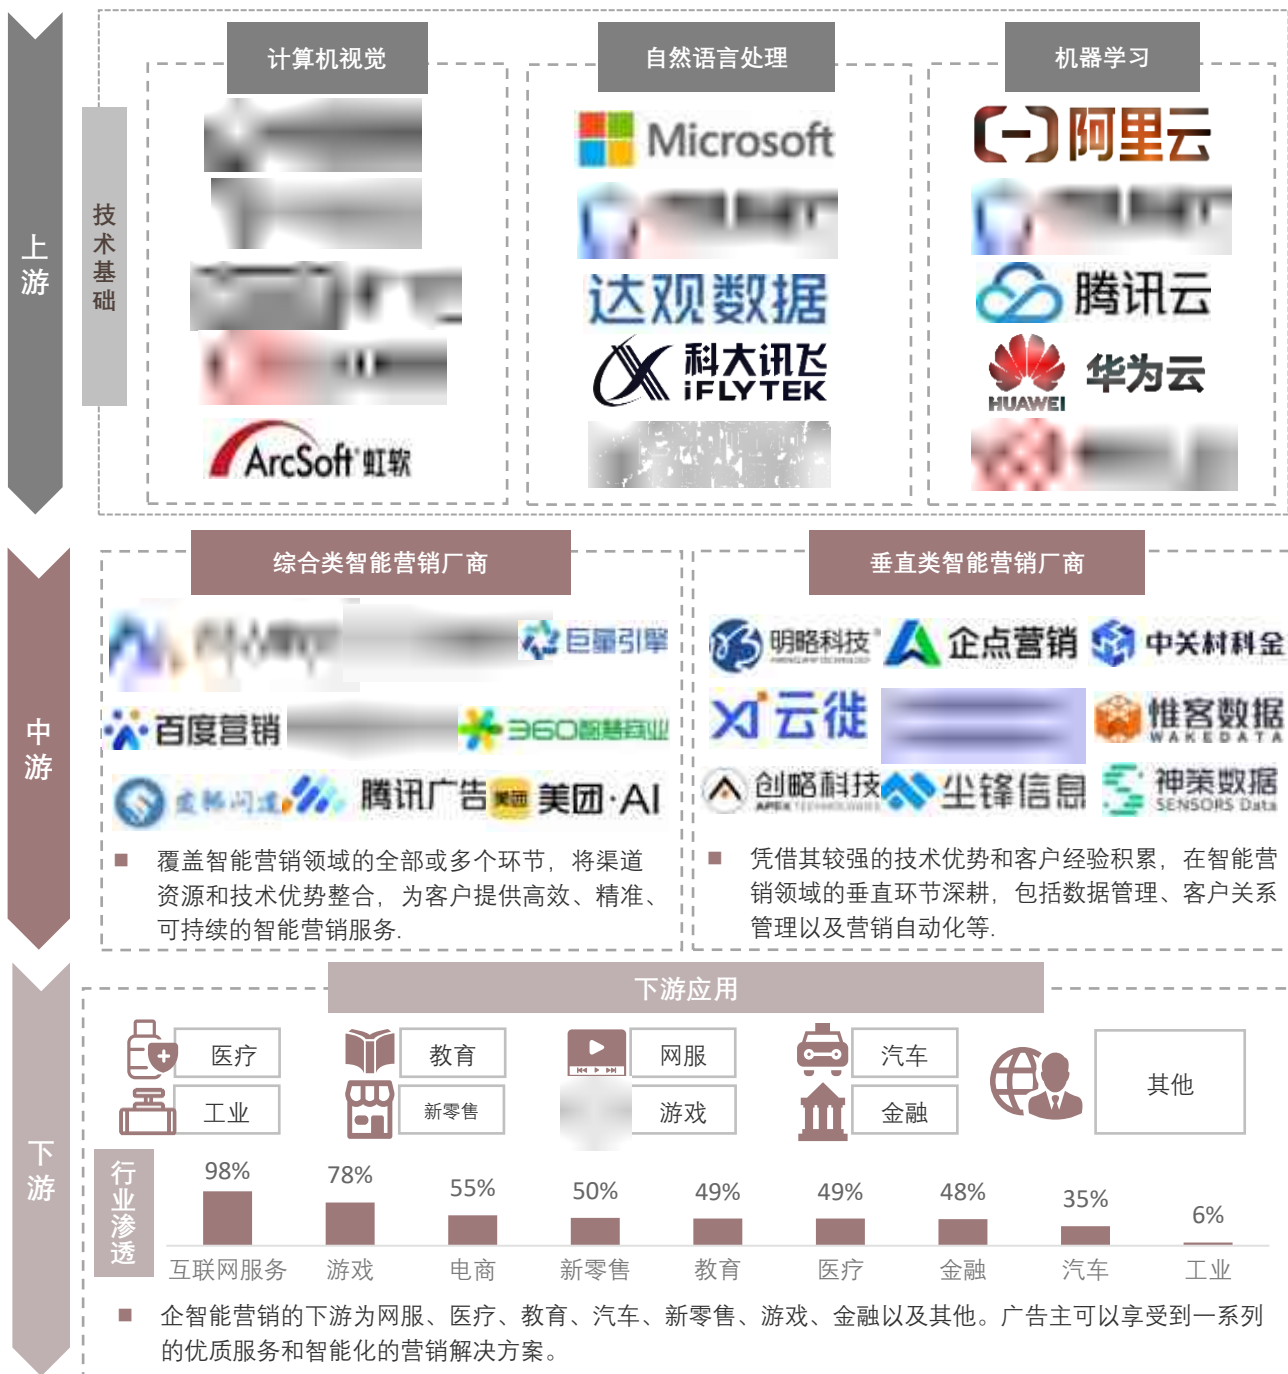 上游
技术基础
计算机视觉
自然语言处理
机器学习
Microsoft
阿里云
达观数据
腾讯云
科大讯飞
iFLYTEK
华为云
HUAWEI
ArcSoft 虹软
中游
综合类智能营销厂商
垂直类智能营销厂商
巨量引擎
明略科技
企点营销
中关村科金
百度营销
360智慧商业
云徙
惟客数据
WAKEDATA
腾讯广告
美团
美团·AI
创略科技
APEX TECHNOLOGIES
尘锋信息
神策数据
SENSORS Data
覆盖智能营销领域的全部或多个环节，将渠道
资源和技术优势整合，为客户提供高效、精准、
可持续的智能营销服务.
凭借其较强的技术优势和客户经验积累，在智能营
销领域的垂直环节深耕，包括数据管理、客户关系
管理以及营销自动化等.
下游
下游应用
医疗
教育
网服
汽车
其他
工业
新零售
游戏
金融
行业渗透
98%
78%
55%
50%
49%
49%
48%
35%
6%
互联网服务
游戏
电商
新零售
教育
医疗
金融
汽车
工业
企智能营销的下游为网服、医疗、教育、汽车、新零售、游戏、金融以及其他。广告主可以享受到一系列
的优质服务和智能化的营销解决方案。